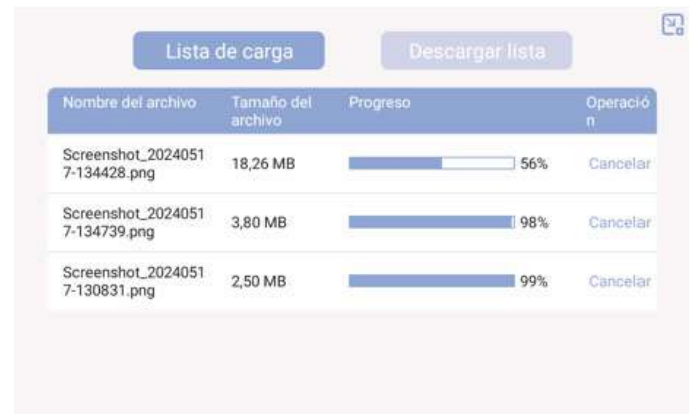 Lista de carga
Descargar lista
Nombre del archivo
Tamaño del
archivo
Progreso
Operació
n
Screenshot_2024051
7-134428.png
18,26 MB
56%
Cancelar
Screenshot_2024051
7-134739.png
3,80 MB
98%
Cancelar
Screenshot_2024051
7-130831.png
2,50 MB
99%
Cancelar